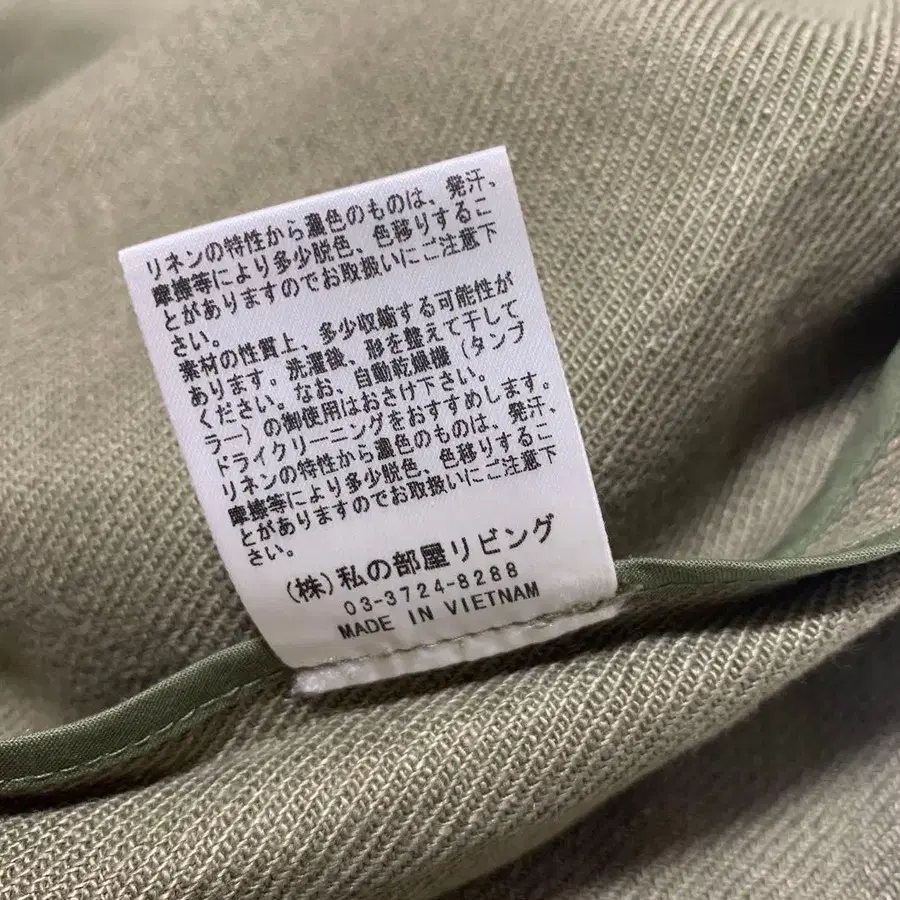 リネンの特性から濃色のものは、発汗、
摩擦等により多少脱色、色移りするこ
とがありますのでお取扱いにご注意下
さい。
素材の性質上、多少収縮する可能性が
あります。洗濯後、形を整えて干して
ください。なお、自動乾燥機（タンブ
ラー）の御使用はおさけ下さい。
ドライクリーニングをおすすめします。
リネンの特性から濃色のものは、発汗、
摩擦等により多少脱色、色移りするこ
とがありますのでお取扱いにご注意下
さい。
（株）私の部屋リビング
03-3724-8288
MADE IN VIETNAM